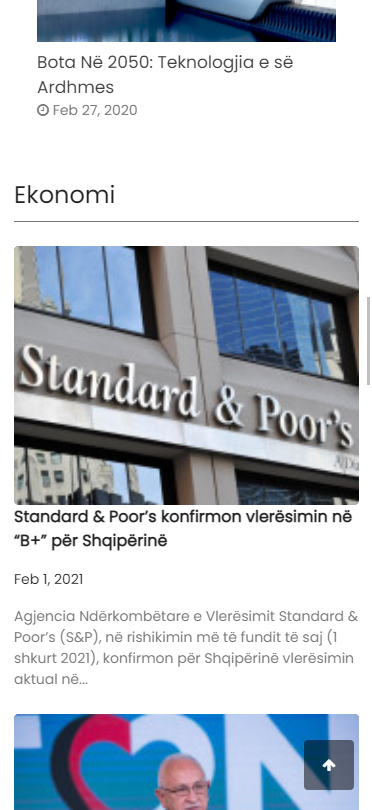 Bota Në 2050: Teknologjia e së
Ardhmes
Feb 27, 2020
Ekonomi
Standard & Poor's
Standard & Poor’s konfirmon vlerësimin në
“B+” për Shqipërinë
Feb 1, 2021
Agjencia Ndërkombëtare e Vlerësimit Standard &
Poor’s (S&P), në rishikimin më të fundit të saj (1
shkurt 2021), konfirmon për Shqipërinë vlerësimin
aktual në...